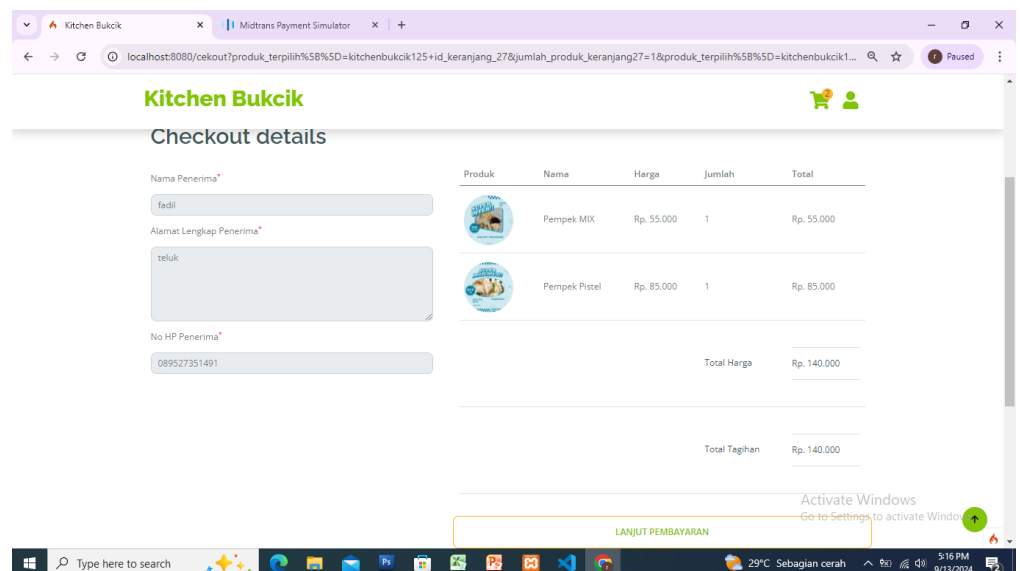 Kitchen Bukcik
Midtrans Payment Simulator
localhost:8080/cekout?produk_terpilih%5B%5D=kitchenbukcik125+id_keranjang_27&jumlah_produk_keranjang27=1&produk_terpilih%5B%5D=kitchenbukcik1...
Paused
Kitchen Bukcik
2
Checkout details
Nama Penerima*
fadil
Alamat Lengkap Penerima*
teluk
No HP Penerima*
089527351491
Produk Nama Harga Jumlah Total
Pempek MIX Rp. 55.000 1 Rp. 55.000
Pempek Pistel Rp. 85.000 1 Rp. 85.000
Total Harga Rp. 140.000
Total Tagihan Rp. 140.000
LANJUT PEMBAYARAN
Activate Windows
Go to Settings to activate Windo
Type here to search
29°C Sebagian cerah
5:16 PM
9/13/2024